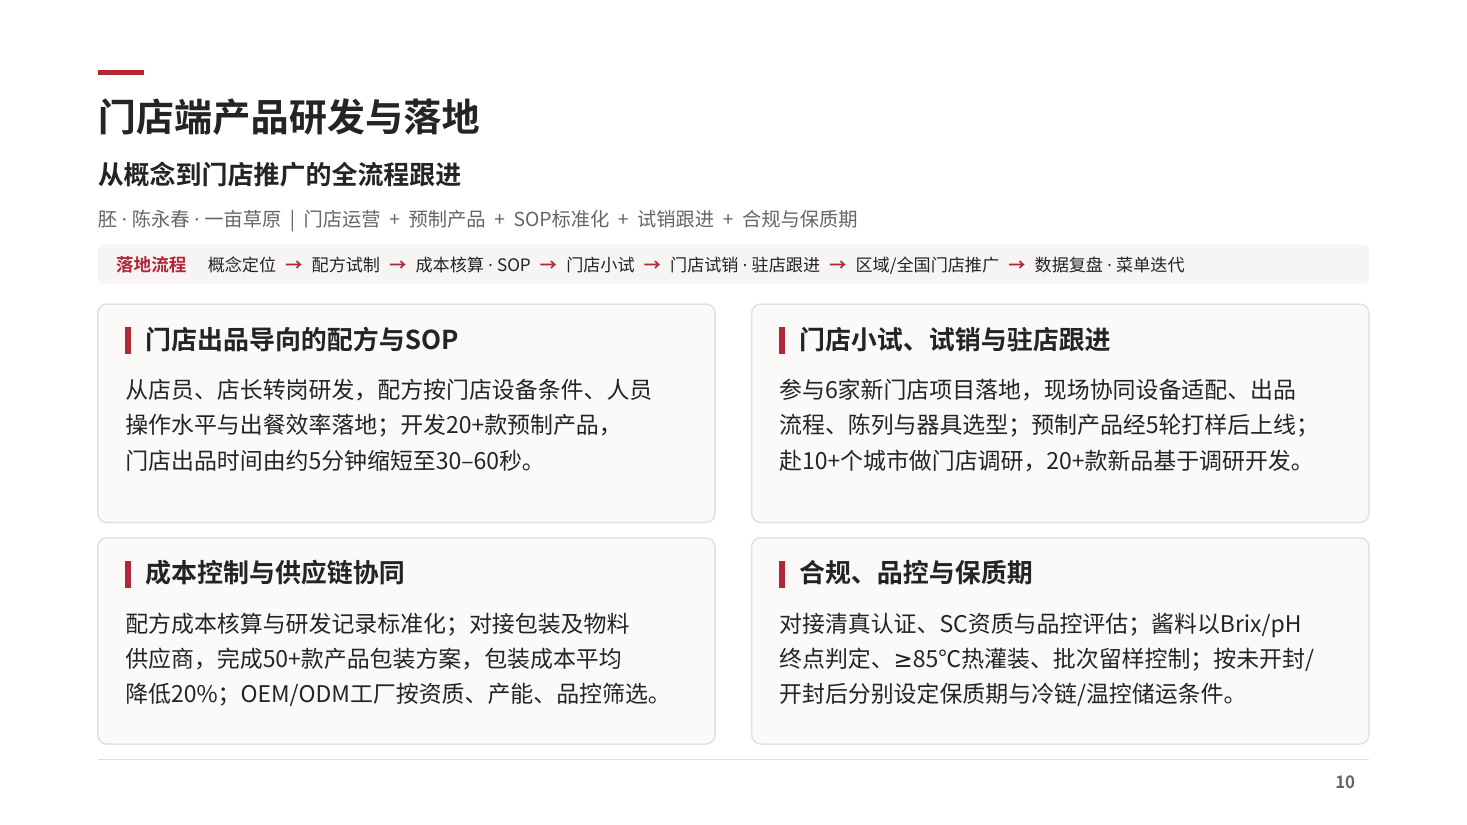 门店端产品研发与落地
从概念到门店推广的全流程跟进
胚 · 陈永春 · 一亩草原 | 门店运营 + 预制产品 + SOP标准化 + 试销跟进 + 合规与保质期
落地流程 概念定位 → 配方试制 → 成本核算 · SOP → 门店小试 → 门店试销 · 驻店跟进 → 区域/全国门店推广 → 数据复盘 · 菜单迭代
门店出品导向的配方与SOP
从店员、店长转岗研发，配方按门店设备条件、人员
操作水平与出餐效率落地；开发20+款预制产品，
门店出品时间由约5分钟缩短至30–60秒。
门店小试、试销与驻店跟进
参与6家新门店项目落地，现场协同设备适配、出品
流程、陈列与器具选型；预制产品经5轮打样后上线；
赴10+个城市做门店调研，20+款新品基于调研开发。
成本控制与供应链协同
配方成本核算与研发记录标准化；对接包装及物料
供应商，完成50+款产品包装方案，包装成本平均
降低20%；OEM/ODM工厂按资质、产能、品控筛选。
合规、品控与保质期
对接清真认证、SC资质与品控评估；酱料以Brix/pH
终点判定、≥85℃热灌装、批次留样控制；按未开封/
开封后分别设定保质期与冷链/温控储运条件。
10